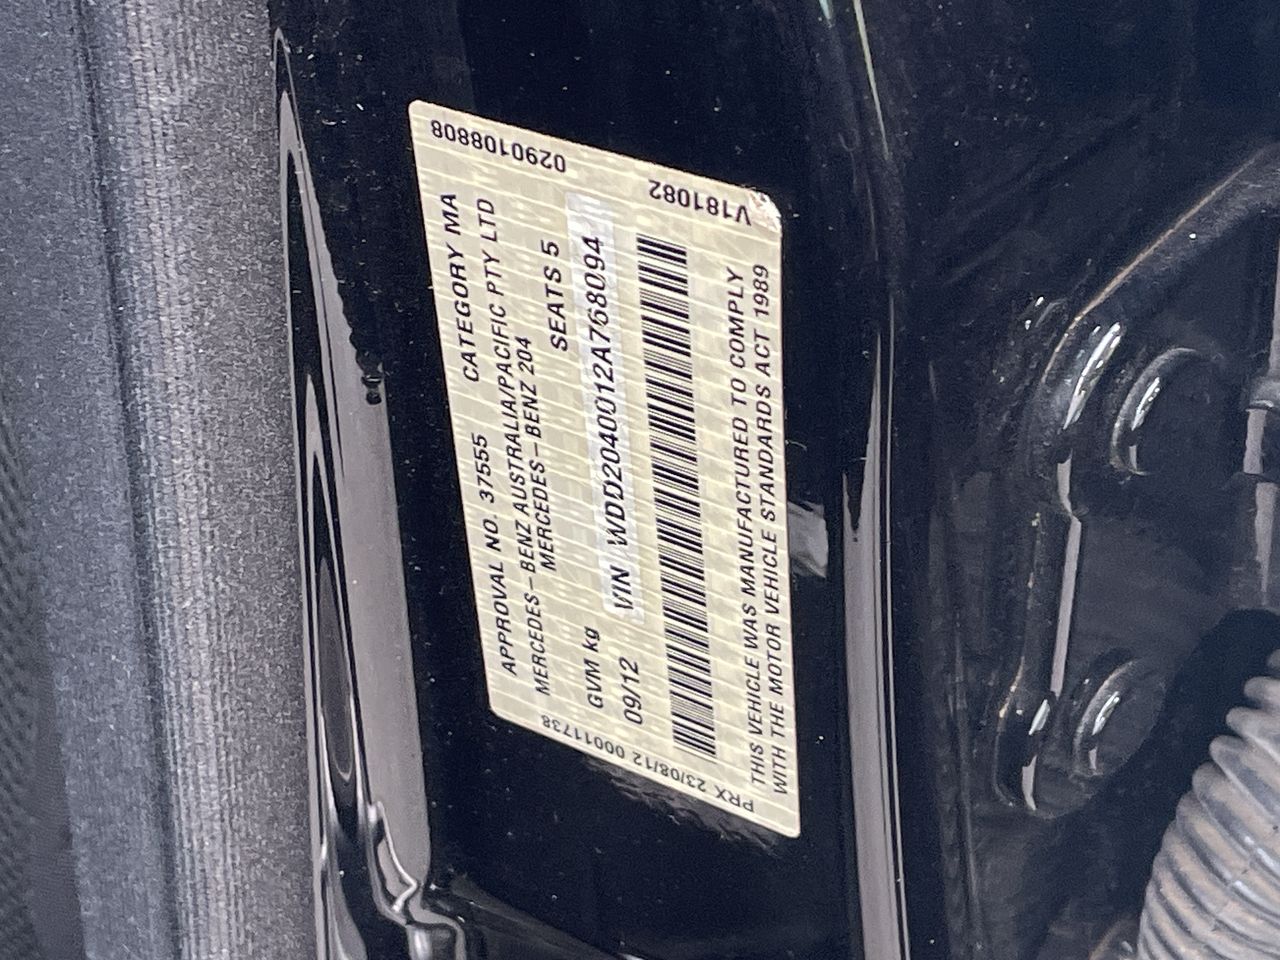 APPROVAL NO. 37555 CATEGORY MA
MERCEDES-BENZ AUSTRALIA/PACIFIC PTY LTD
MERCEDES-BENZ 204
GVM kg SEATS 5
09/12 VIN WDD2040012A768094
THIS VEHICLE WAS MANUFACTURED TO COMPLY
WITH THE MOTOR VEHICLE STANDARDS ACT 1989
PRX 23/08/12 00011738
V181082 0290108808